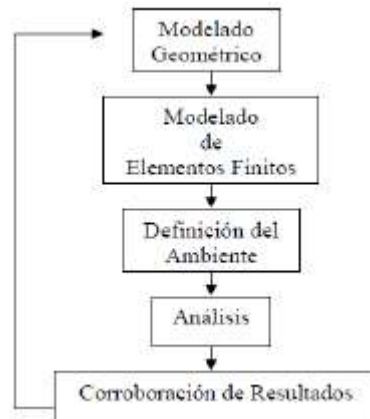 Modelado
Geométrico
Modelado
de
Elementos Finitos
Definición del
Ambiente
Análisis
Corroboración de Resultados